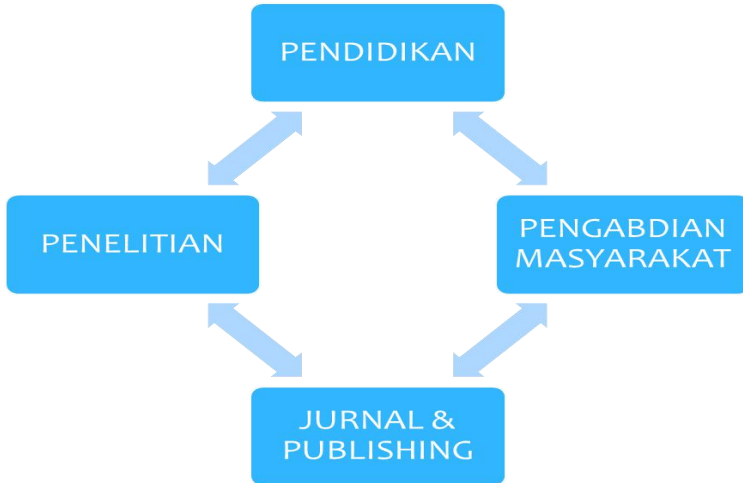 PENDIDIKAN
PENELITIAN
PENGABDIAN
MASYARAKAT
JURNAL &
PUBLISHING